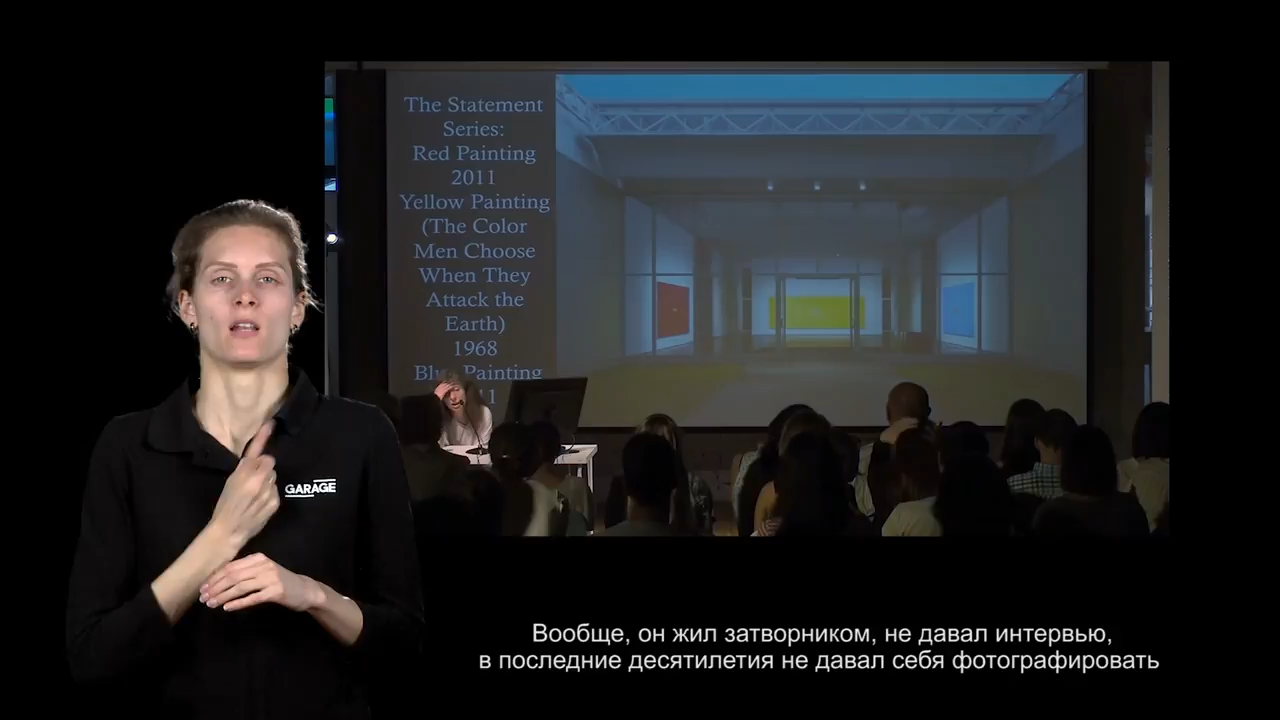 The Statement
Series:
Red Painting
2011
Yellow Painting
(The Color
Men Choose
When They
Attack the
Earth)
1968
Painting
GARAGE
Вообще, он жил затворником, не давал интервью,
в последние десятилетия не давал себя фотографировать